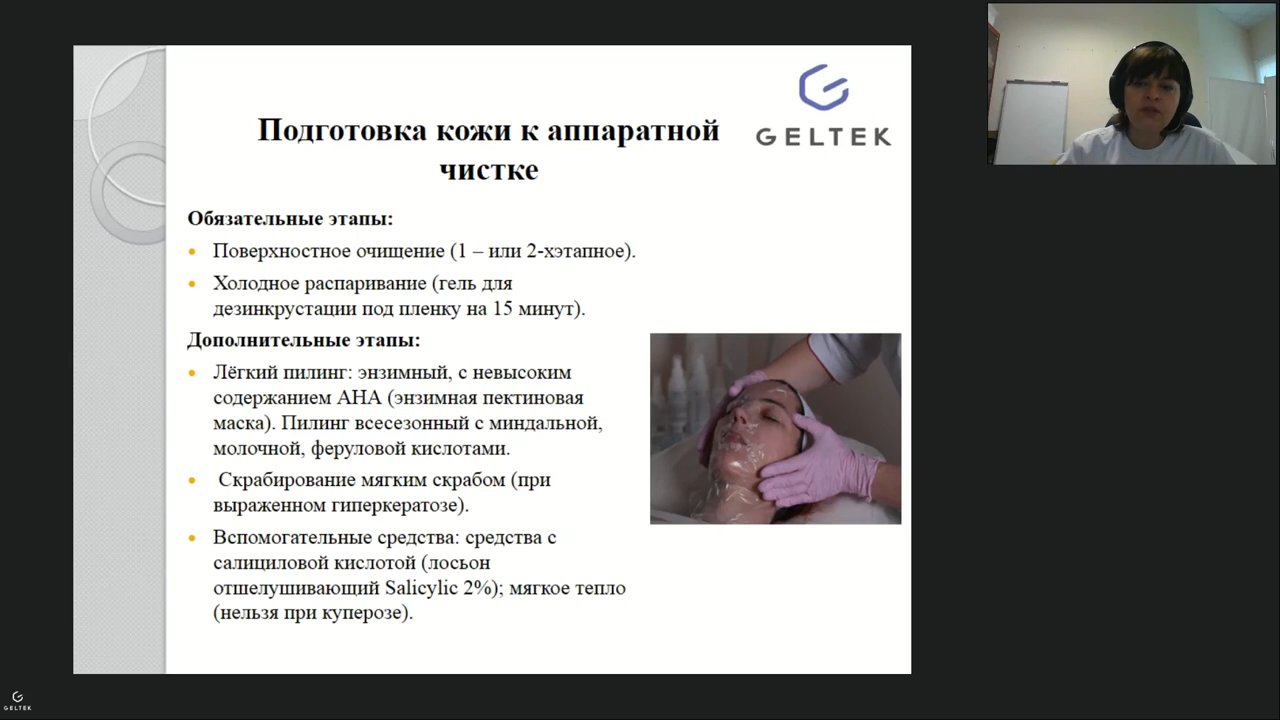 GELTEK
Подготовка кожи к аппаратной
чистке
Обязательные этапы:
Поверхностное очищение (1 – или 2-хэтапное).
Холодное распаривание (гель для
дезинкрустации под пленку на 15 минут).
Дополнительные этапы:
Лёгкий пилинг: энзимный, с невысоким
содержанием АНА (энзимная пектиновая
маска). Пилинг всесезонный с миндальной,
молочной, феруловой кислотами.
Скрабирование мягким скрабом (при
выраженном гиперкератозе).
Вспомогательные средства: средства с
салициловой кислотой (лосьон
отшелушивающий Salicylic 2%); мягкое тепло
(нельзя при куперозе).
GELTEK